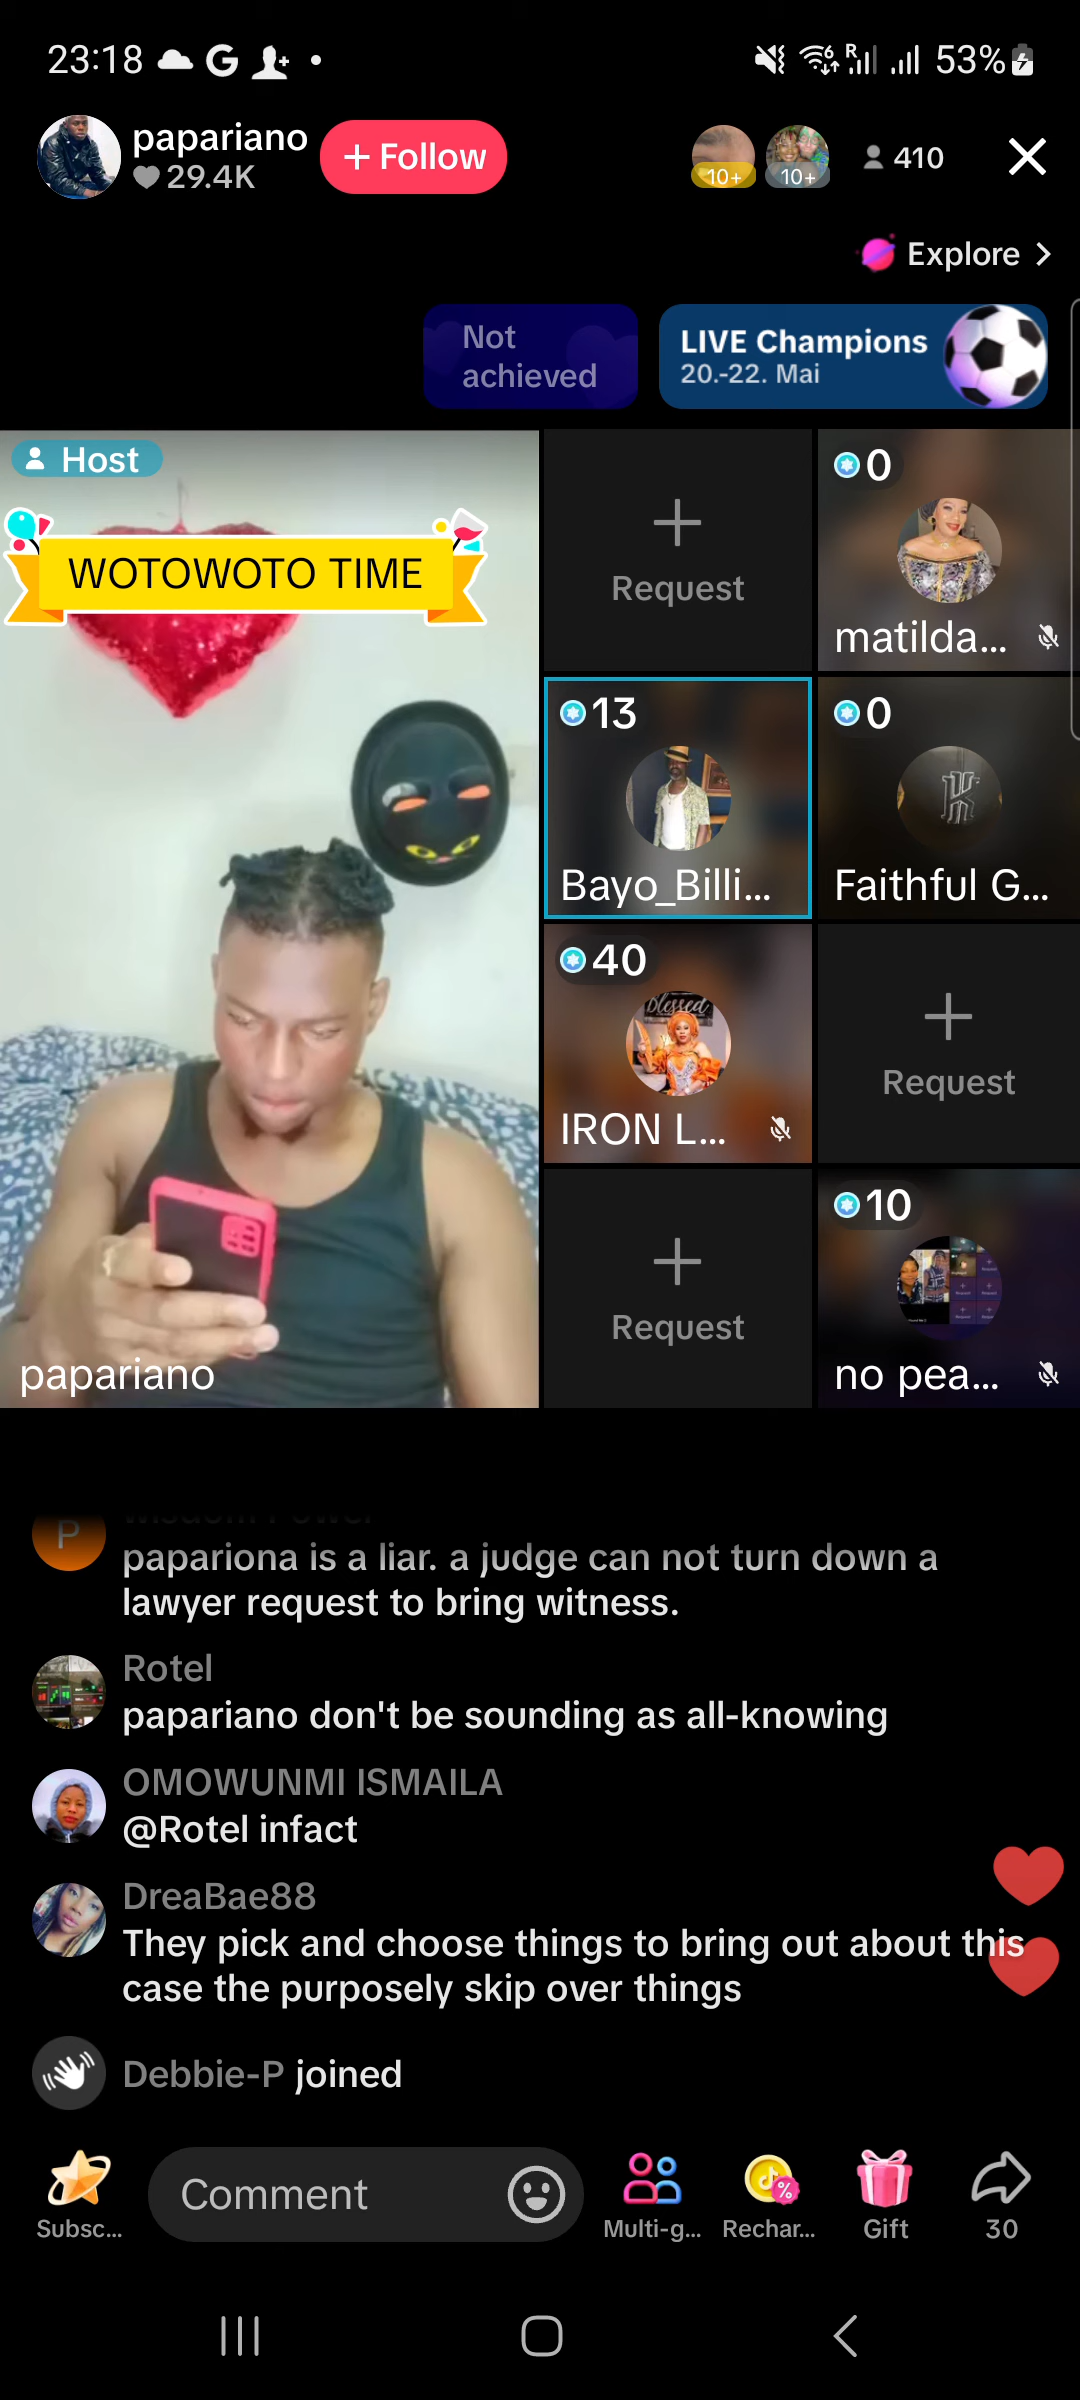 23:18
53%
papariano
29.4K
+ Follow
10+
10+
410
Explore
Not
achieved
LIVE Champions
20.-22. Mai
Host
WOTOWOTO TIME
papariano
Request
0
matilda...
13
Bayo_Billi...
0
Faithful G...
Blessed
40
IRON L...
Request
Request
10
no pea...
P
wisdom Power
papariona is a liar. a judge can not turn down a
lawyer request to bring witness.
Rotel
papariano don't be sounding as all-knowing
OMOWUNMI ISMAILA
@Rotel infact
DreaBae88
They pick and choose things to bring out about this
case the purposely skip over things
Debbie-P joined
Subsc...
Comment
Multi-g...
Rechar...
Gift
30